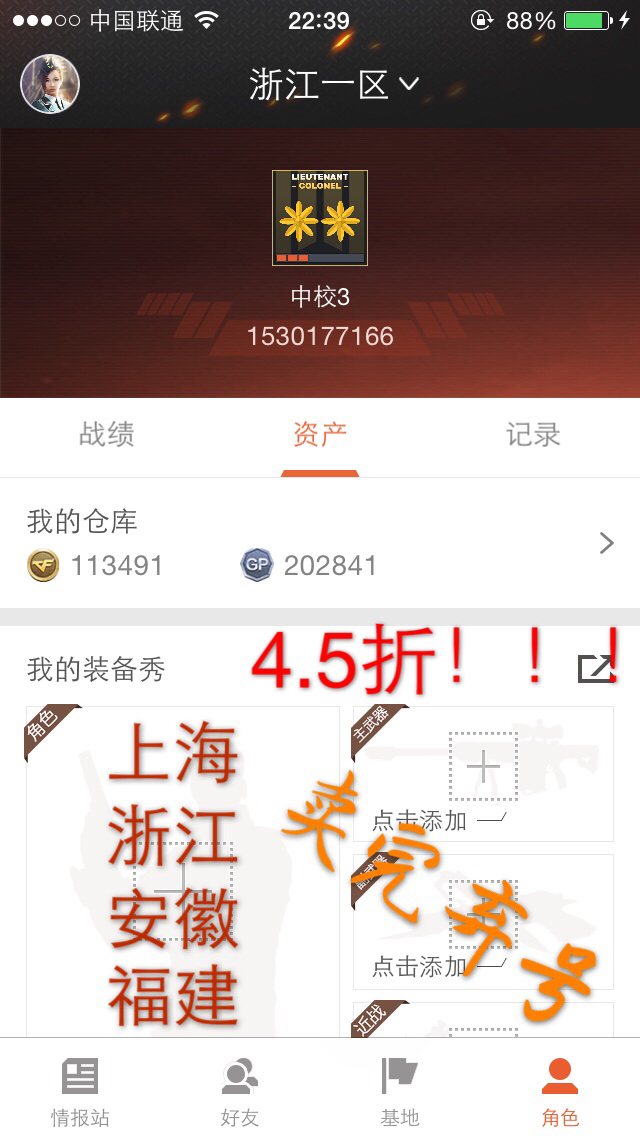 中国联通 22:39 88%
浙江一区
LIEUTENANT
- COLONEL -
中校3
1530177166
战绩 资产 记录
我的仓库
CF 113491 GP 202841
我的装备秀
4.5折！！！
角色
上海
浙江
安徽
福建
主武器
点击添加
副武器
点击添加
近战
卖完弃号
情报站 好友 基地 角色